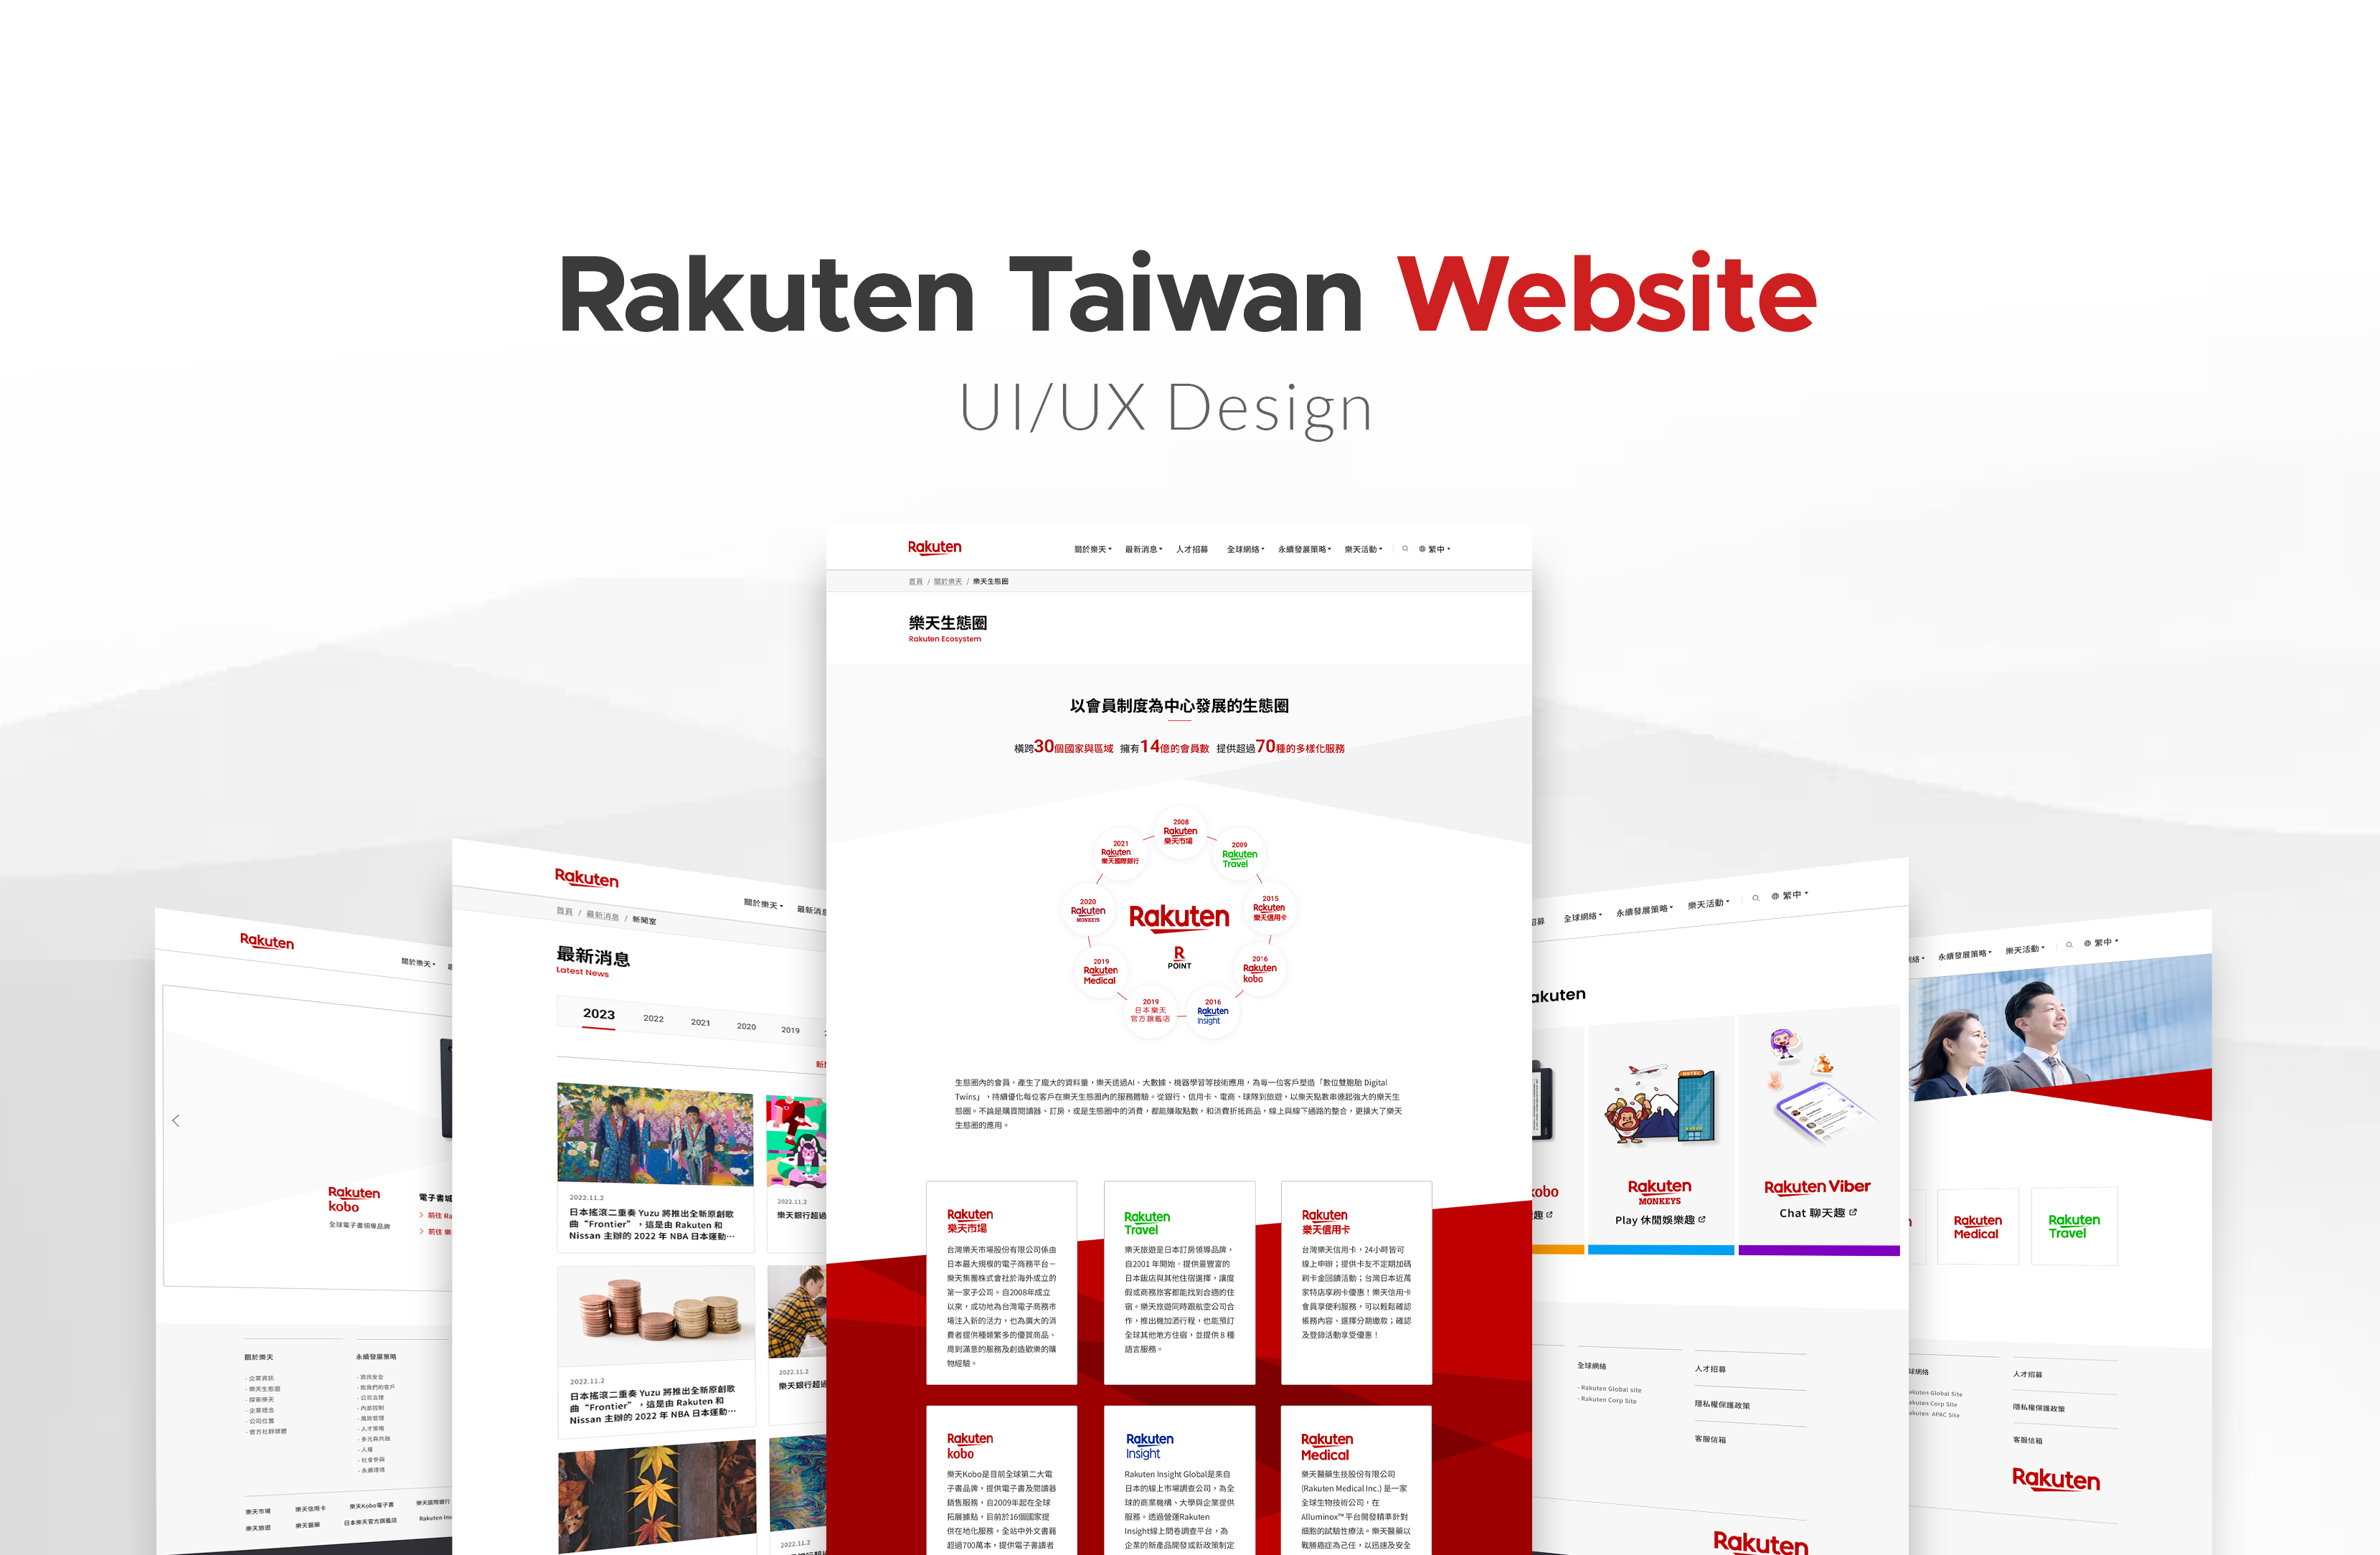 Rakuten Taiwan Website
UI/UX Design
Rakuten
關於樂天
最新消息
人才招募
全球網絡
永續發展策略
樂天活動
繁中
首頁 / 關於樂天 / 樂天生態圈
樂天生態圈
Rakuten Ecosystem
以會員制度為中心發展的生態圈
橫跨30個國家與區域 擁有14億的會員數 提供超過70種的多樣化服務
2008
Rakuten
樂天市場
2009
Rakuten
Travel
2015
Rakuten
樂天信用卡
2016
Rakuten
kobo
2016
Rakuten
Insight
2019
日本樂天
官方旗艦店
2019
Rakuten
Medical
2020
Rakuten
MONKEYS
2021
Rakuten
樂天國際銀行
Rakuten
R
POINT
生態圈內的會員，產生了龐大的資料量，樂天透過AI、大數據、機器學習等技術應用，為每一位客戶塑造「數位雙胞胎 Digital
Twins」，持續優化每位客戶在樂天生態圈內的服務體驗。從銀行、信用卡、電商、球隊到旅遊，以樂天點數串連起強大的樂天生
態圈。不論是購買閱讀器、訂房，或是生態圈中的消費，都能賺取點數，和消費折抵商品，線上與線下通路的整合，更擴大了樂天
生態圈的應用。
Rakuten
樂天市場
台灣樂天市場股份有限公司係由
日本最大規模的電子商務平台－
樂天集團株式會社於海外成立的
第一家子公司。自2008年成立
以來，成功地為台灣電子商務市
場注入新的活力，也為廣大的消
費者提供種類繁多的優質商品、
周到滿意的服務及創造歡樂的購
物經驗。
Rakuten
Travel
樂天旅遊是日本訂房領導品牌，
自2001 年開始，提供最豐富的
日本飯店與其他住宿選擇，讓度
假或商務旅客都能找到合適的住
宿。樂天旅遊同時跟航空公司合
作，推出機加酒行程，也能預訂
全球其他地方住宿，並提供 8 種
語言服務。
Rakuten
樂天信用卡
台灣樂天信用卡，24小時皆可
線上申辦；提供卡友不定期加碼
刷卡金回饋活動；台灣日本近萬
家特店享刷卡優惠！樂天信用卡
會員享便利服務，可以輕鬆確認
帳務內容、選擇分期繳款；確認
及登錄活動享受優惠！
Rakuten
kobo
樂天Kobo是目前全球第二大電
子書品牌，提供電子書及閱讀器
銷售服務，自2009年起在全球
拓展據點，目前於16個國家提
供在地化服務，全站中外文書籍
超過700萬本，提供電子書讀者
Rakuten
Insight
Rakuten Insight Global是來自
日本的線上市場調查公司，為全
球的商業機構、大學與企業提供
服務。透過營運Rakuten
Insight線上問卷調查平台，為
企業的新產品開發或新政策制定
Rakuten
Medical
樂天醫藥生技股份有限公司
(Rakuten Medical Inc.) 是一家
全球生物技術公司，在
Alluminox™ 平台開發精準針對
細胞的試驗性療法。樂天醫藥以
戰勝癌症為己任，以迅速及安全
Rakuten
關於樂天
最新消息
首頁 / 最新消息 / 新聞室
最新消息
Latest News
2023
2022
2021
2020
2019
2022.11.2
日本搖滾二重奏 Yuzu 將推出全新原創歌
曲“Frontier”，這是由 Rakuten 和
Nissan 主辦的 2022 年 NBA 日本運動⋯
2022.11.2
樂天銀行超過
2022.11.2
日本搖滾二重奏 Yuzu 將推出全新原創歌
曲“Frontier”，這是由 Rakuten 和
Nissan 主辦的 2022 年 NBA 日本運動⋯
2022.11.2
樂天銀行超過
2022.11.2
Rakuten
關於樂天
Rakuten
kobo
全球電子書領導品牌
電子書城
前往 Ra
前往 樂
關於樂天
- 企業資訊
- 樂天生態圈
- 探索樂天
- 企業理念
- 公司位置
- 官方社群媒體
永續發展策略
- 資訊安全
- 致我們的客戶
- 公司治理
- 內部控制
- 風險管理
- 人才策略
- 多元與共融
- 人權
- 社會參與
- 永續環境
樂天市場
樂天信用卡
樂天Kobo電子書
樂天國際銀行
樂天旅遊
樂天醫藥
日本樂天官方旗艦店
Rakuten Ins
招募
全球網絡
永續發展策略
樂天活動
繁中
akuten
kobo
趣
Rakuten
MONKEYS
Play 休閒娛樂趣
Rakuten Viber
Chat 聊天趣
全球網絡
- Rakuten Global site
- Rakuten Corp Site
人才招募
隱私權保護政策
客服信箱
Rakuten
網絡
永續發展策略
樂天活動
繁中
Rakuten
Medical
Rakuten
Travel
球網絡
akuten Global Site
akuten Corp Site
akuten APAC Site
人才招募
隱私權保護政策
客服信箱
Rakuten